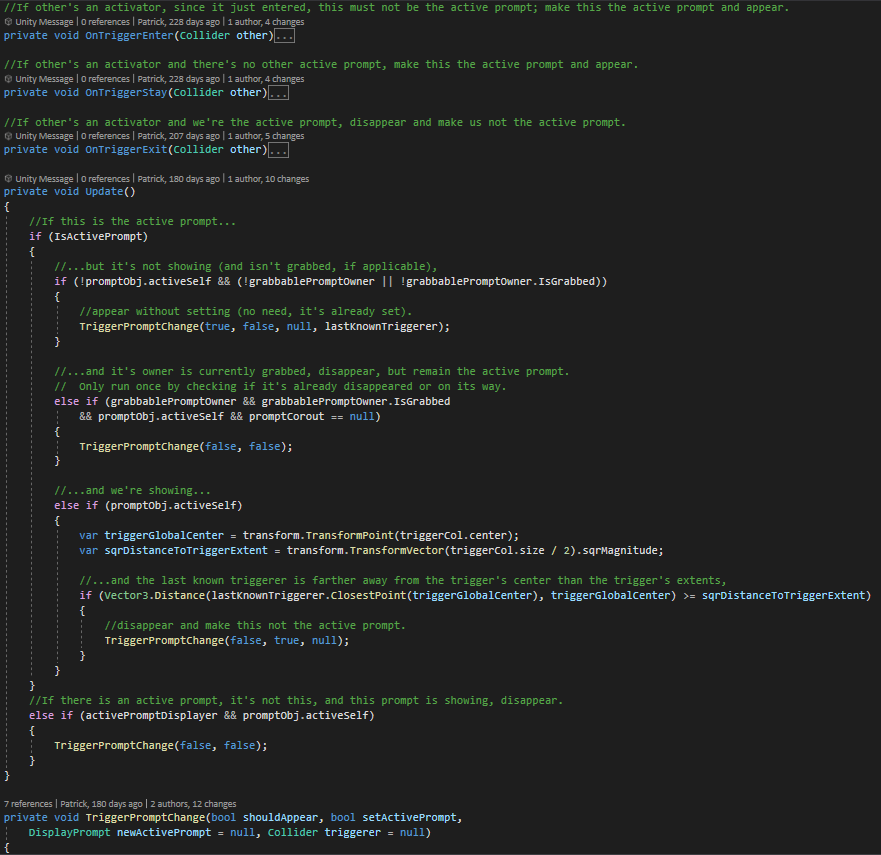 //If other's an activator, since it just entered, this must not be the active prompt; make this the active prompt and appear.
Unity Message | 0 references | Patrick, 228 days ago | 1 author, 4 changes
private void OnTriggerEnter(Collider other)...
//If other's an activator and there's no other active prompt, make this the active prompt and appear.
Unity Message | 0 references | Patrick, 228 days ago | 1 author, 4 changes
private void OnTriggerStay(Collider other)...
//If other's an activator and we're the active prompt, disappear and make us not the active prompt.
Unity Message | 0 references | Patrick, 207 days ago | 1 author, 5 changes
private void OnTriggerExit(Collider other)...
Unity Message | 0 references | Patrick, 180 days ago | 1 author, 10 changes
private void Update()
{
    //If this is the active prompt...
    if (IsActivePrompt)
    {
        //...but it's not showing (and isn't grabbed, if applicable),
        if (!promptObj.activeSelf && (!grabbablePromptOwner || !grabbablePromptOwner.IsGrabbed))
        {
            //appear without setting (no need, it's already set).
            TriggerPromptChange(true, false, null, lastKnownTriggerer);
        }
        //...and it's owner is currently grabbed, disappear, but remain the active prompt.
        //  Only run once by checking if it's already disappeared or on its way.
        else if (grabbablePromptOwner && grabbablePromptOwner.IsGrabbed
            && promptObj.activeSelf && promptCorout == null)
        {
            TriggerPromptChange(false, false);
        }
        //...and we're showing...
        else if (promptObj.activeSelf)
        {
            var triggerGlobalCenter = transform.TransformPoint(triggerCol.center);
            var sqrDistanceToTriggerExtent = transform.TransformVector(triggerCol.size / 2).sqrMagnitude;
            //...and the last known triggerer is farther away from the trigger's center than the trigger's extents,
            if (Vector3.Distance(lastKnownTriggerer.ClosestPoint(triggerGlobalCenter), triggerGlobalCenter) >= sqrDistanceToTriggerExtent)
            {
                //disappear and make this not the active prompt.
                TriggerPromptChange(false, true, null);
            }
        }
    }
    //If there is an active prompt, it's not this, and this prompt is showing, disappear.
    else if (activePromptDisplayer && promptObj.activeSelf)
    {
        TriggerPromptChange(false, false);
    }
}
7 references | Patrick, 180 days ago | 2 authors, 12 changes
private void TriggerPromptChange(bool shouldAppear, bool setActivePrompt,
    DisplayPrompt newActivePrompt = null, Collider triggerer = null)
{